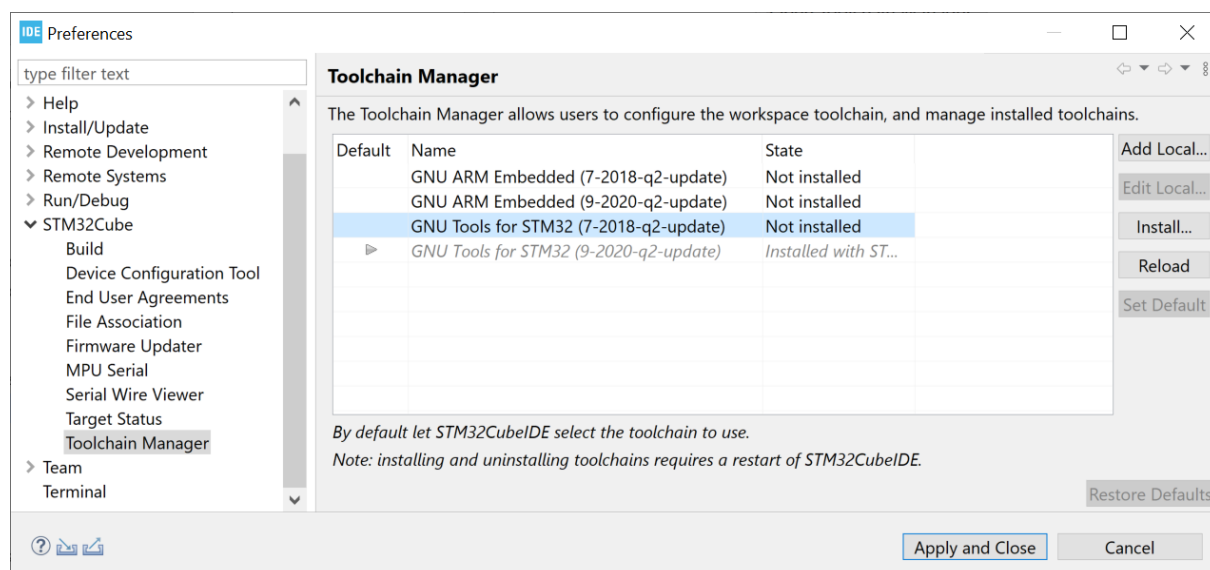 IDE Preferences
type filter text
Help
Install/Update
Remote Development
Remote Systems
Run/Debug
STM32Cube
Build
Device Configuration Tool
End User Agreements
File Association
Firmware Updater
MPU Serial
Serial Wire Viewer
Target Status
Toolchain Manager
Team
Terminal
Toolchain Manager
The Toolchain Manager allows users to configure the workspace toolchain, and manage installed toolchains.
Default Name State
GNU ARM Embedded (7-2018-q2-update) Not installed
GNU ARM Embedded (9-2020-q2-update) Not installed
GNU Tools for STM32 (7-2018-q2-update) Not installed
GNU Tools for STM32 (9-2020-q2-update) Installed with ST...
Add Local...
Edit Local...
Install...
Reload
Set Default
By default let STM32CubeIDE select the toolchain to use.
Note: installing and uninstalling toolchains requires a restart of STM32CubeIDE.
Restore Defaults
Apply and Close Cancel